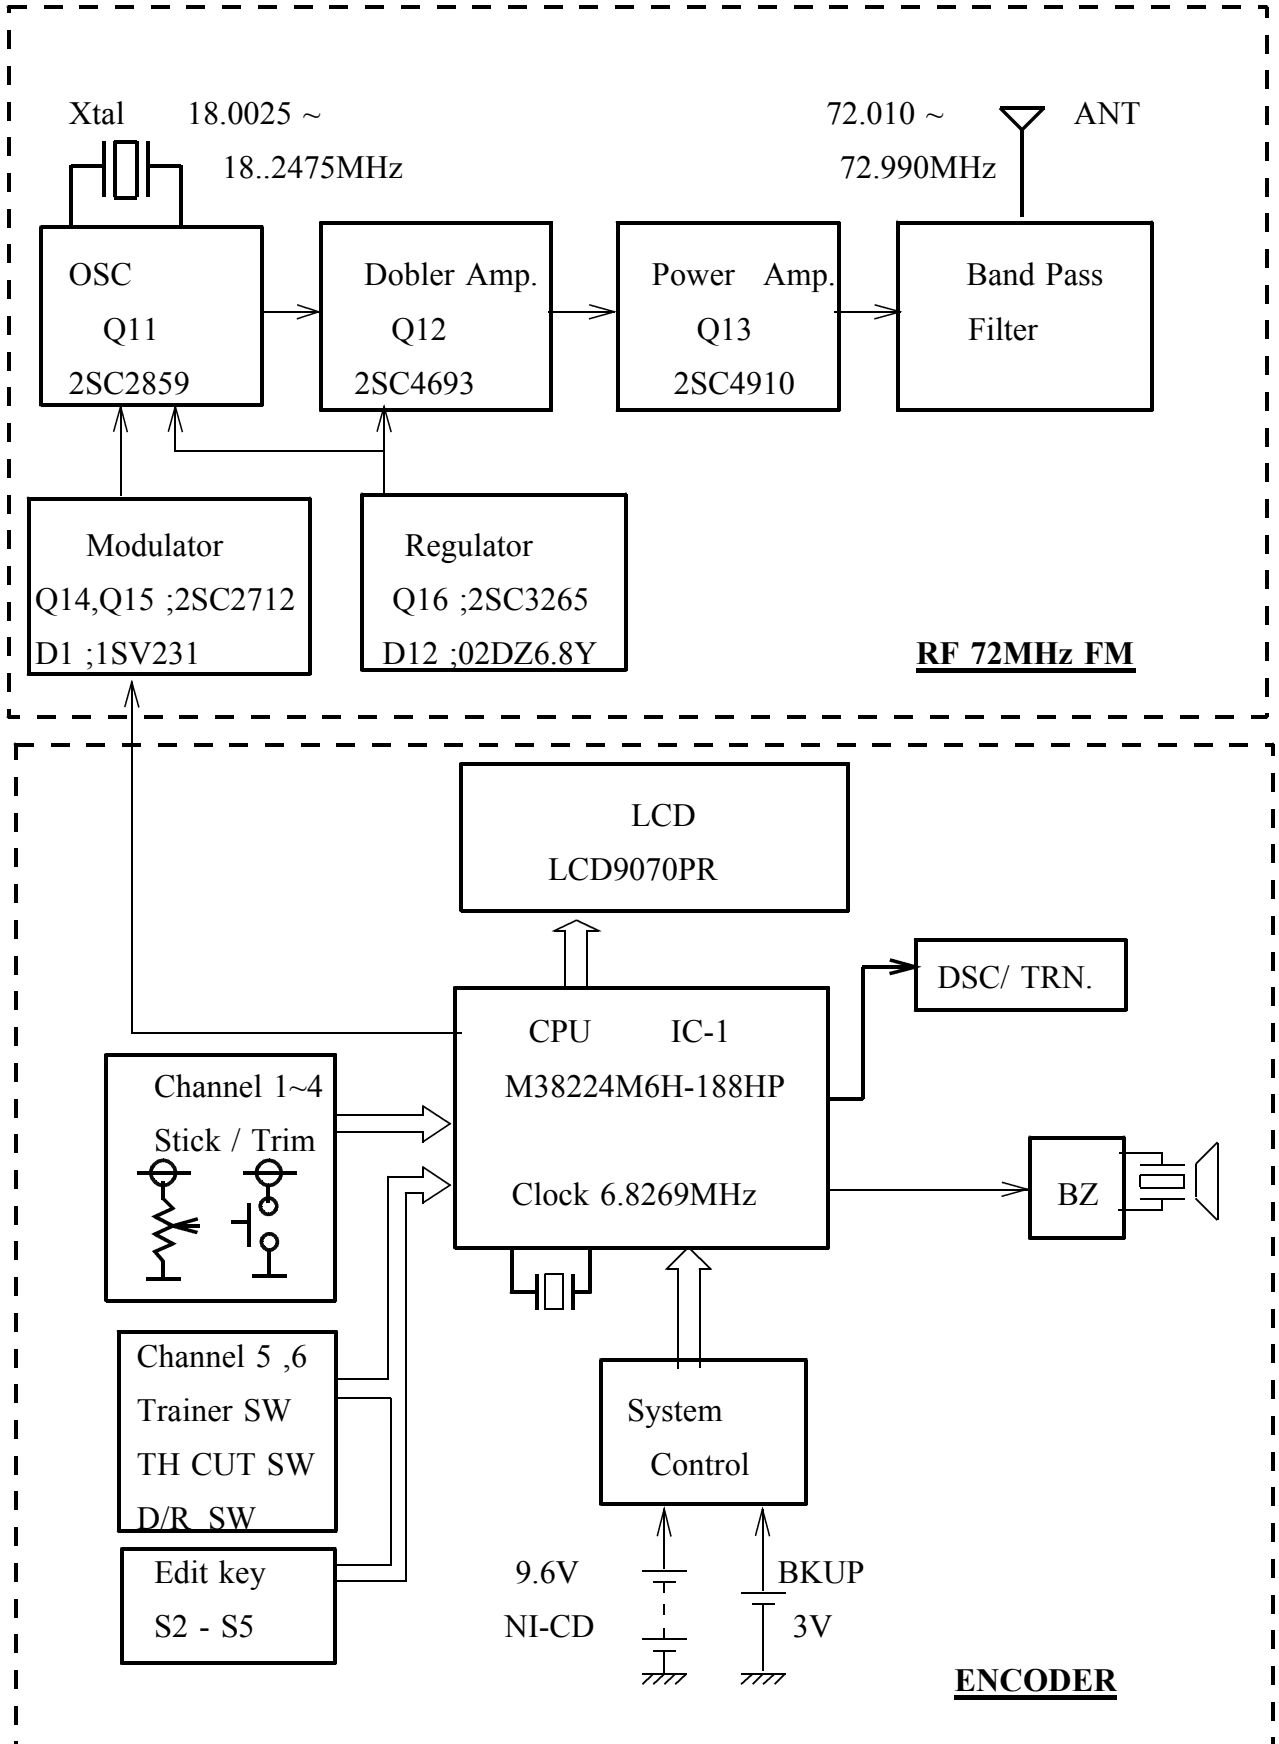 Xtal 18.0025 ~
18..2475MHz
72.010 ~ ANT
72.990MHz
OSC
Q11
2SC2859
Dobler Amp.
Q12
2SC4693
Power Amp.
Q13
2SC4910
Band Pass
Filter
Modulator
Q14,Q15 ;2SC2712
D1 ;1SV231
Regulator
Q16 ;2SC3265
D12 ;02DZ6.8Y
RF 72MHz FM
LCD
LCD9070PR
DSC/ TRN.
CPU IC-1
M38224M6H-188HP
Clock 6.8269MHz
Channel 1~4
Stick / Trim
BZ
Channel 5 ,6
Trainer SW
TH CUT SW
D/R SW
System
Control
Edit key
S2 - S5
9.6V
NI-CD
BKUP
3V
ENCODER